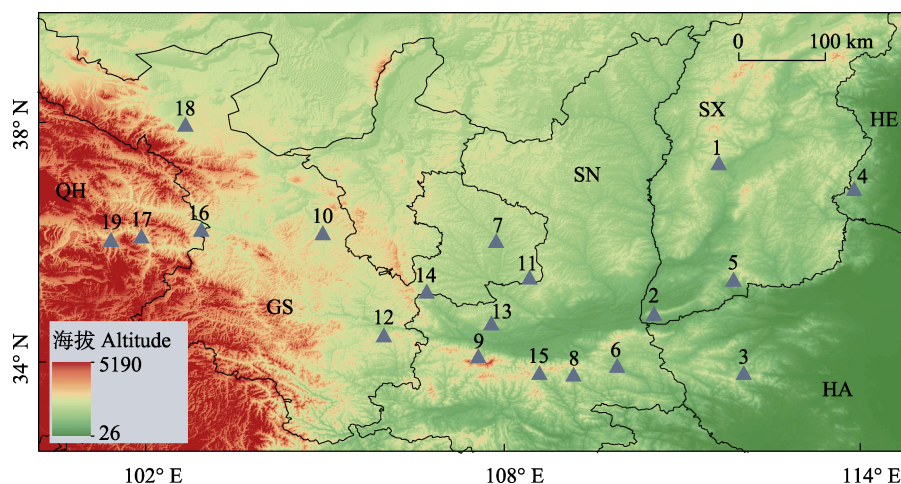 0 100 km
18
38° N
SX
HE
1
QH
SN
4
19 17 16
10
7
11
14
5
GS
2
12
13
海拔 Altitude
9
5190
15 8 6
3
34° N
HA
26
102° E 108° E 114° E